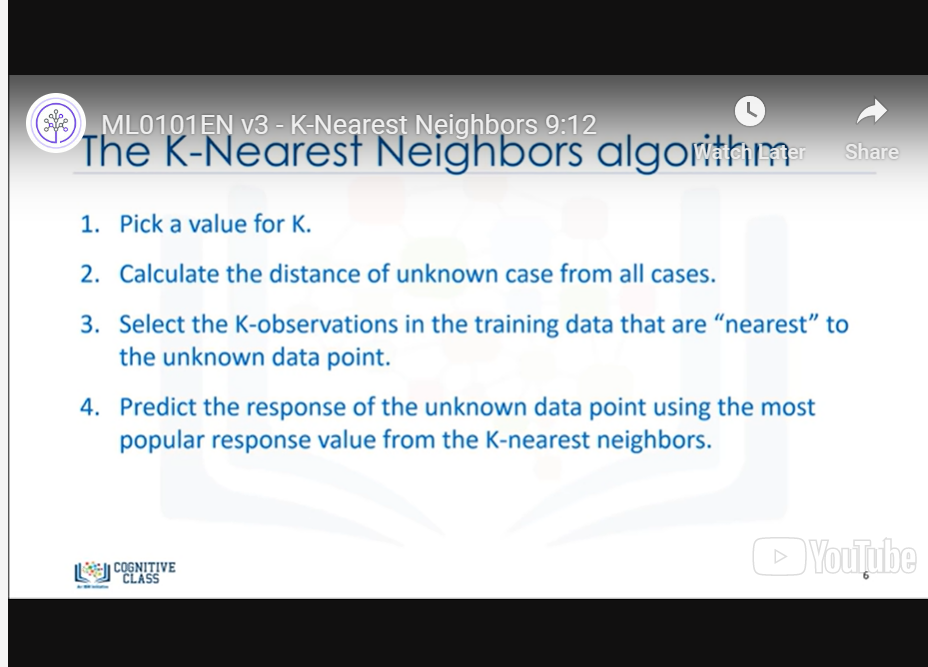 ML0101EN v3 - K-Nearest Neighbors 9:12
Watch Later
Share
The K-Nearest Neighbors algorithm
1. Pick a value for K.
2. Calculate the distance of unknown case from all cases.
3. Select the K-observations in the training data that are “nearest” to
the unknown data point.
4. Predict the response of the unknown data point using the most
popular response value from the K-nearest neighbors.
COGNITIVE
CLASS
An IBM Initiative
YouTube
6